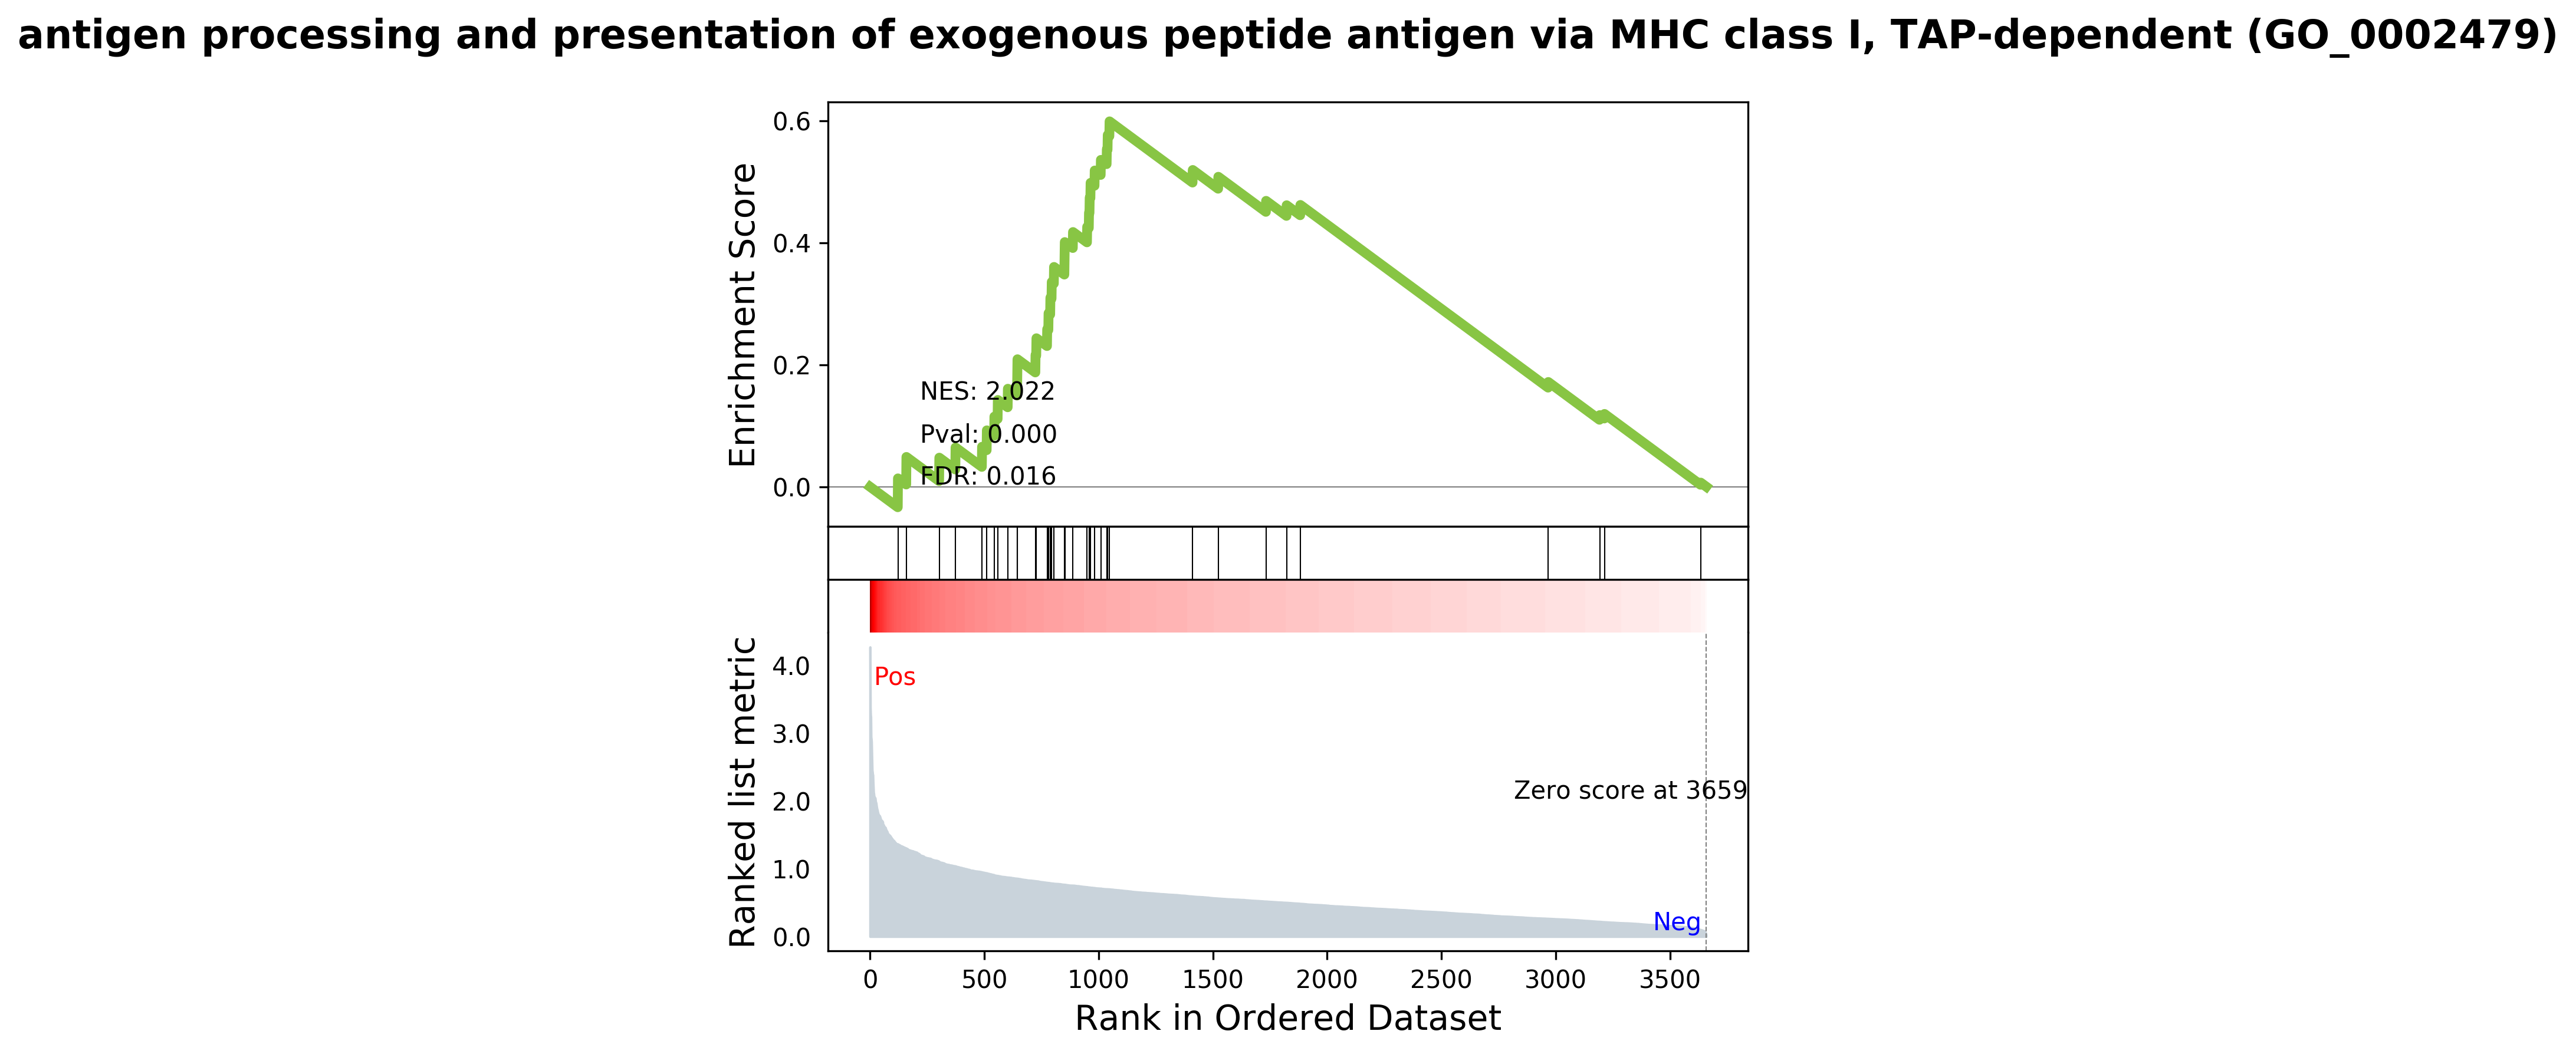 antigen processing and presentation of exogenous peptide antigen via MHC class I, TAP-dependent (GO_0002479)
Enrichment Score
0.6
0.4
0.2
0.0
NES: 2.022
Pval: 0.000
FDR: 0.016
Ranked list metric
4.0
3.0
2.0
1.0
0.0
Pos
Zero score at 3659
Neg
0 500 1000 1500 2000 2500 3000 3500
Rank in Ordered Dataset